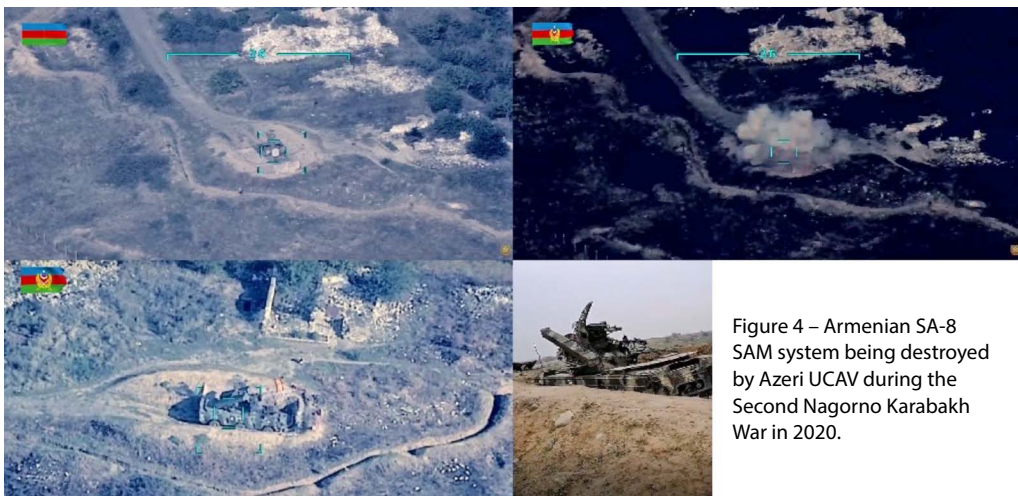 Figure 4 – Armenian SA-8
SAM system being destroyed
by Azeri UCAV during the
Second Nagorno Karabakh
War in 2020.